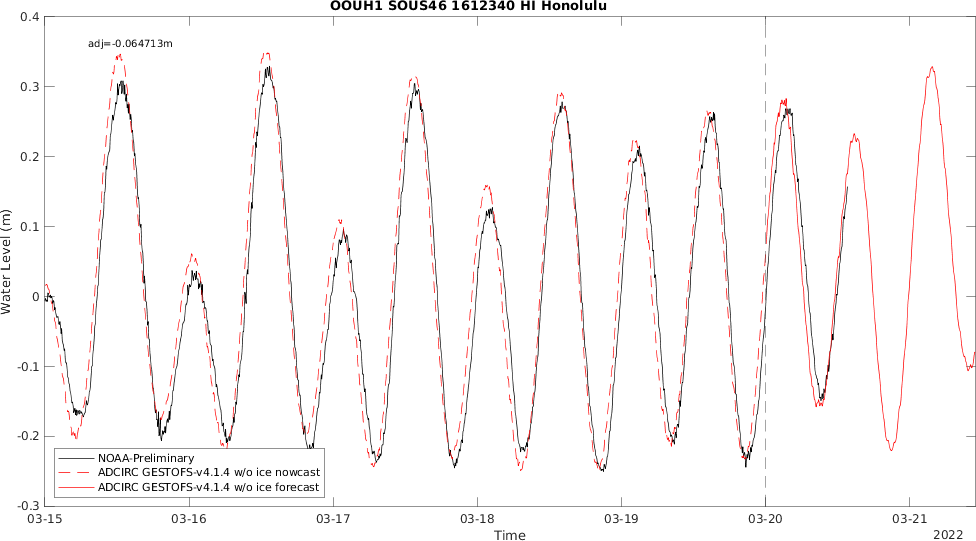 OOUH1 SOUS46 1612340 HI Honolulu
adj=-0.064713m
0.4
0.3
0.2
0.1
0
-0.1
-0.2
-0.3
Water Level (m)
NOAA-Preliminary
ADCIRC GESTOFS-v4.1.4 w/o ice nowcast
ADCIRC GESTOFS-v4.1.4 w/o ice forecast
03-15 03-16 03-17 03-18 03-19 03-20 03-21
Time
2022